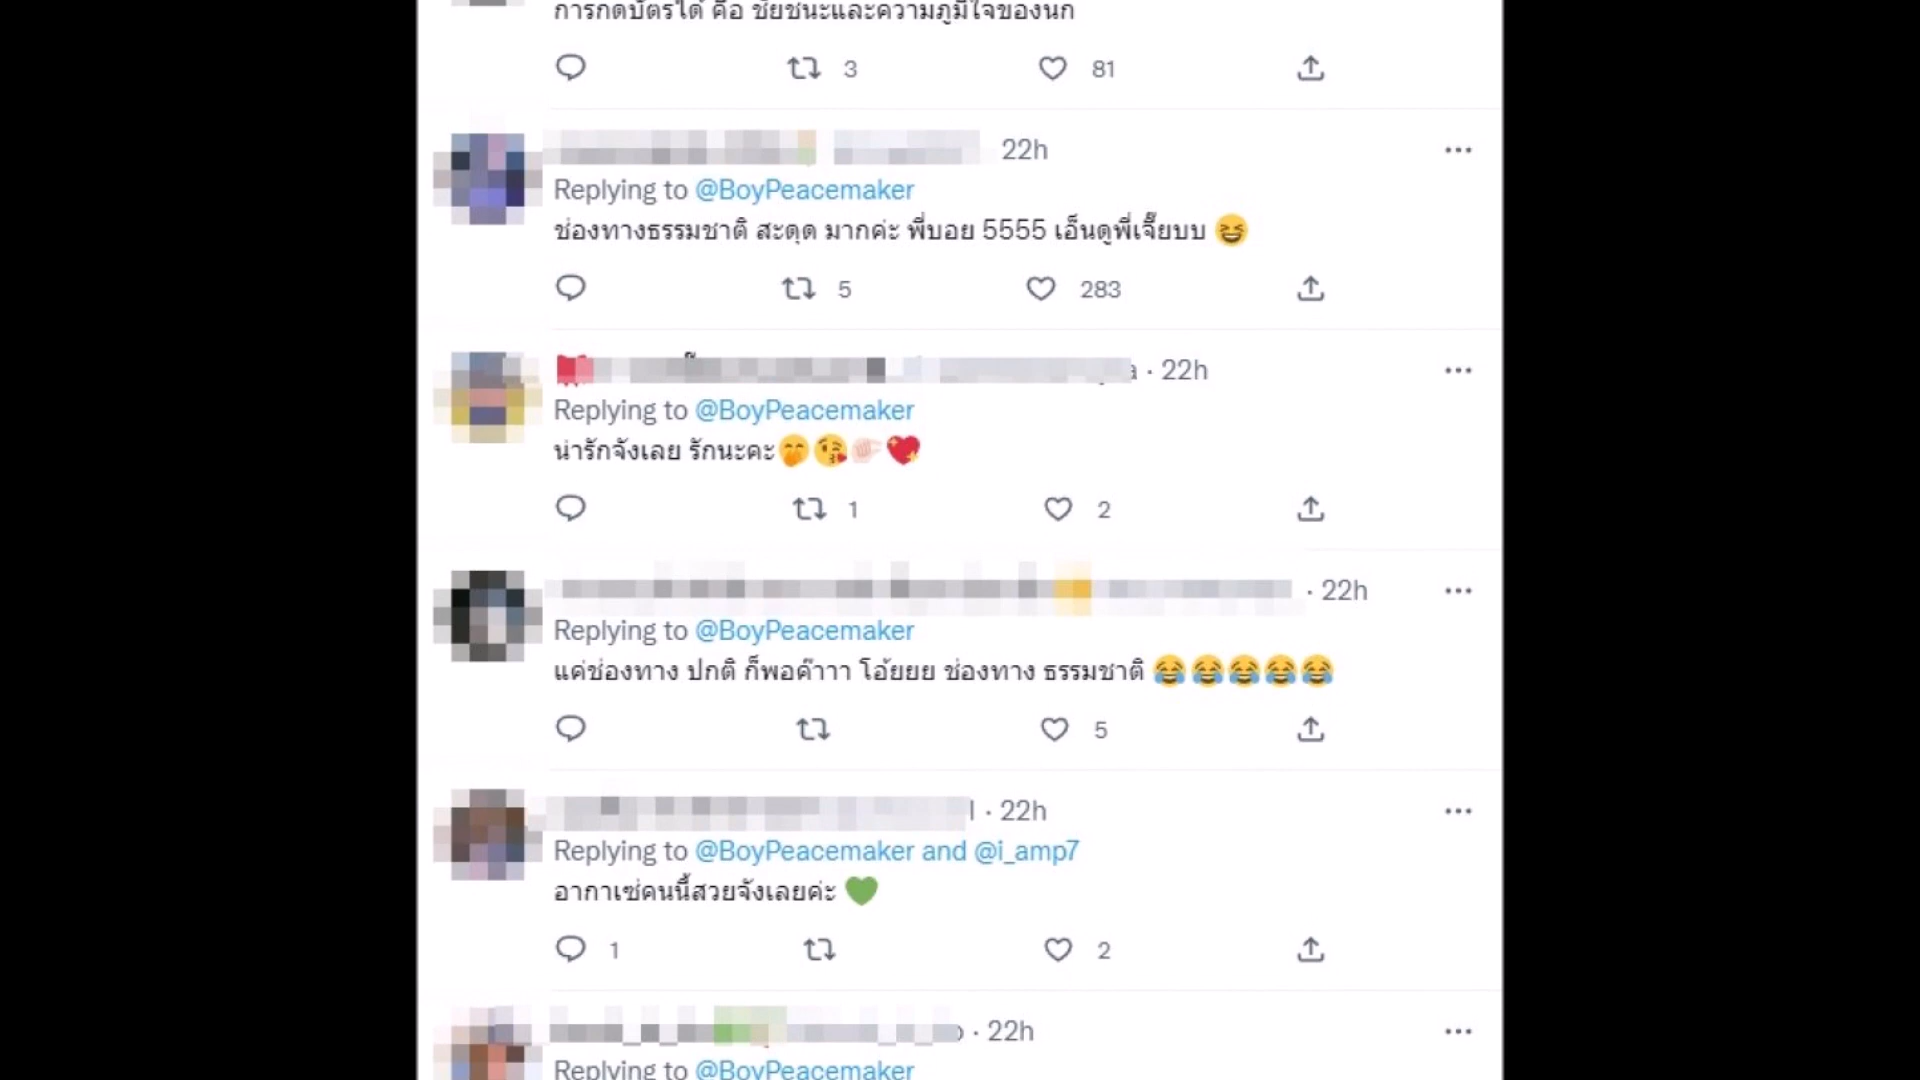 การกดบัตรได้ คือ ชัยชนะและความภูมิใจของนก
3 81
22h
Replying to @BoyPeacemaker
ช่องทางธรรมชาติ สะดุด มากค่ะ พี่บอย 5555 เอ็นดูพี่เจี๊ยบบ 😆
5 283
· 22h
Replying to @BoyPeacemaker
น่ารักจังเลย รักนะคะ🤭😘🫰🏻💖
1 2
· 22h
Replying to @BoyPeacemaker
แค่ช่องทาง ปกติ ก็พอค๊าาา โอ้ยยย ช่องทาง ธรรมชาติ 😂😂😂😂😂
5
· 22h
Replying to @BoyPeacemaker and @i_amp7
อากาเซ่คนนี้สวยจังเลยค่ะ 💚
1 2
· 22h
Replying to @BoyPeacemaker